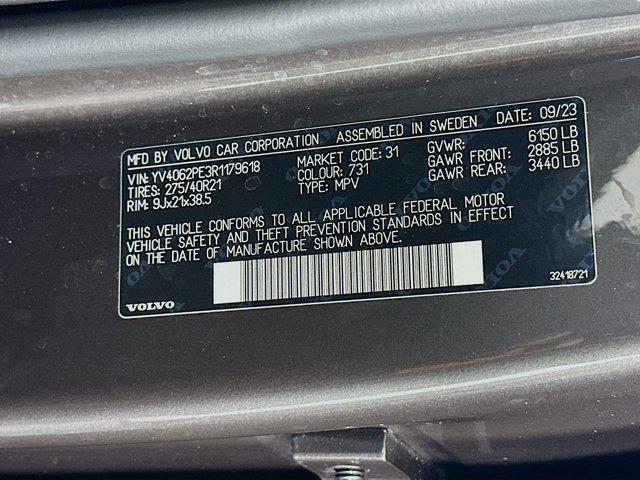 MFD BY VOLVO CAR CORPORATION ASSEMBLED IN SWEDEN DATE: 09/23
VIN: YV4062PE3R1179618 MARKET CODE: 31 GVWR: 6150 LB
TIRES: 275/40R21 COLOUR: 731 GAWR FRONT: 2885 LB
RIM: 9Jx21x38.5 TYPE: MPV GAWR REAR: 3440 LB
THIS VEHICLE CONFORMS TO ALL APPLICABLE FEDERAL MOTOR
VEHICLE SAFETY AND THEFT PREVENTION STANDARDS IN EFFECT
ON THE DATE OF MANUFACTURE SHOWN ABOVE.
VOLVO 32418721